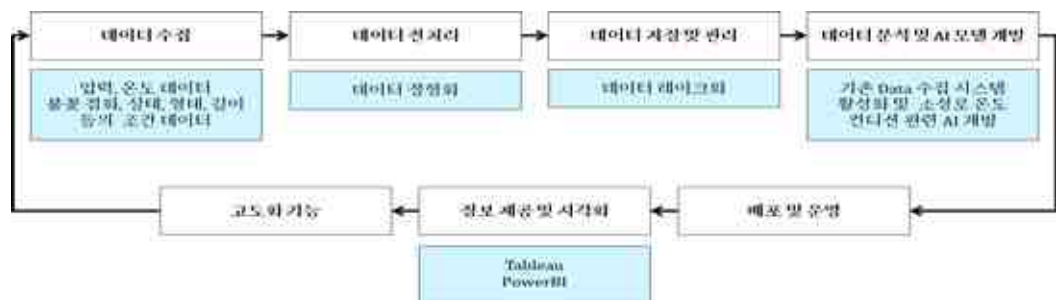 데이터 수집
데이터 전처리
데이터 저장 및 관리
데이터 분석 및 AI 모델 개발
압력, 온도 데이터
불꽃 점화, 상태, 형태, 길이
등의 조건 데이터
데이터 정형화
데이터 레이크화
기존 Data 수집 시스템
활성화 및 소성로 온도
컨디션 관련 AI 개발
고도화 기능
정보 제공 및 시각화
배포 및 운영
Tableau
PowerBI